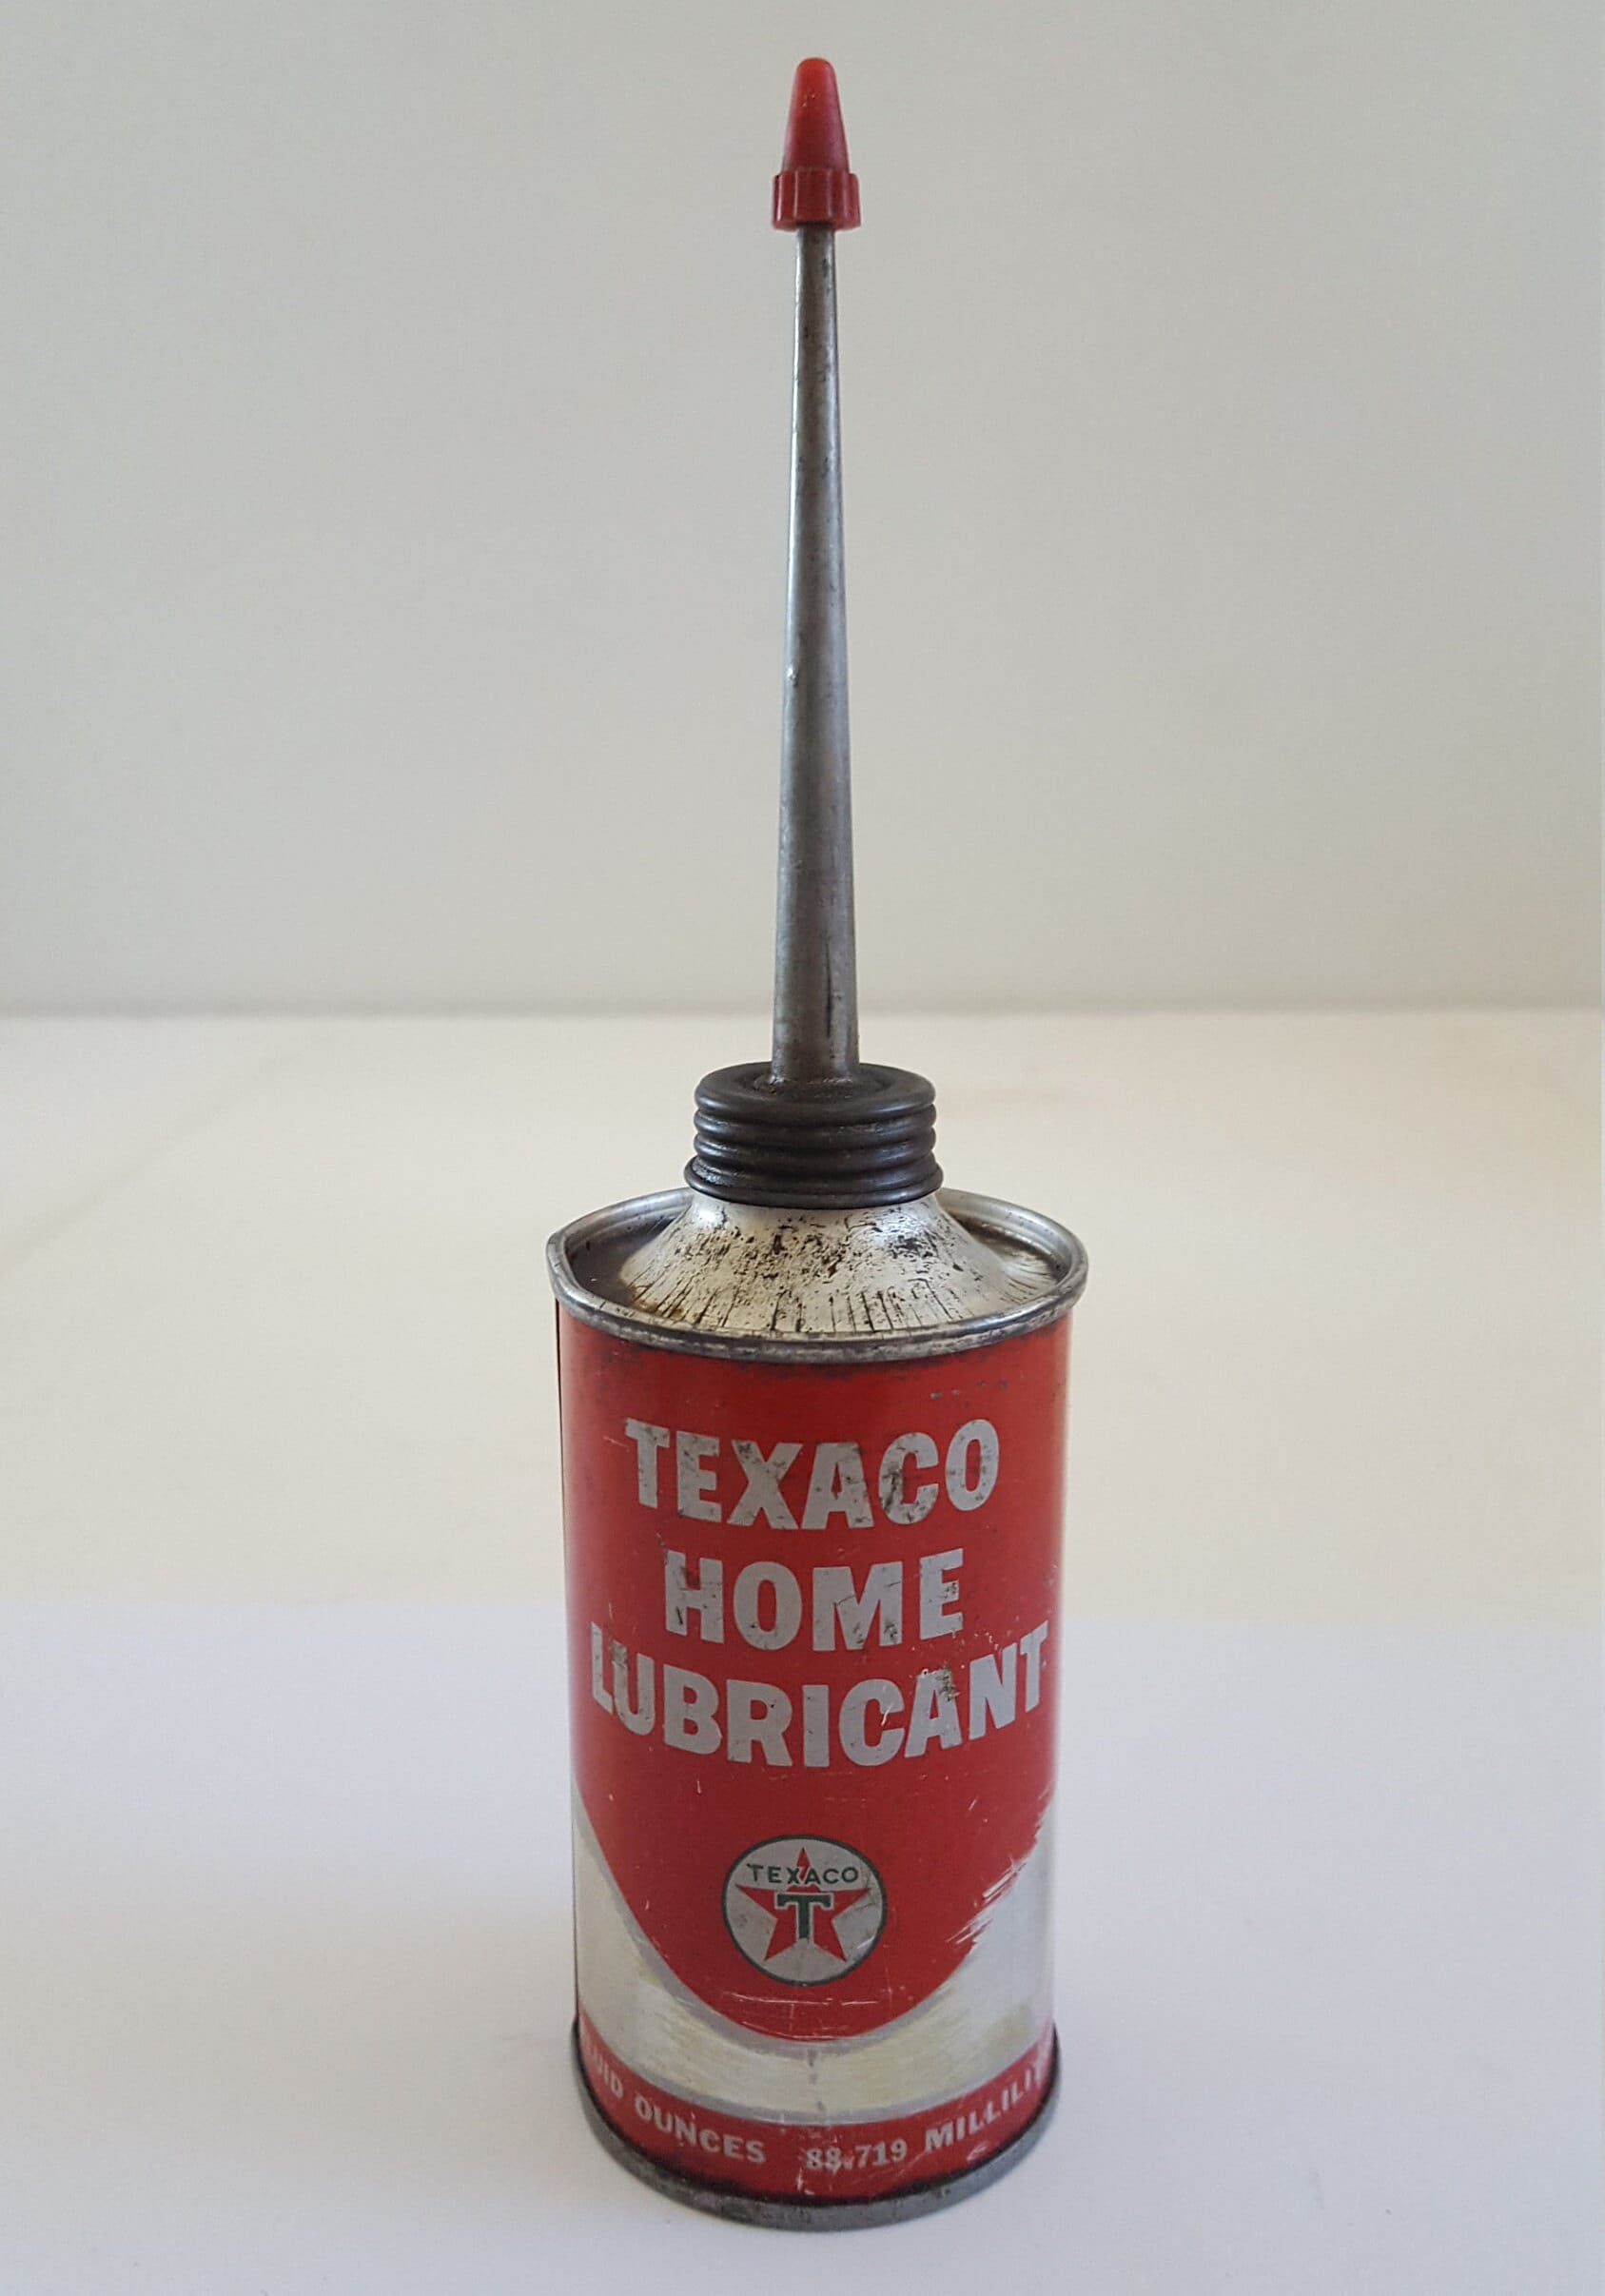 TEXACO
HOME
LUBRICANT
TEXACO
T
OUNCES 88.719